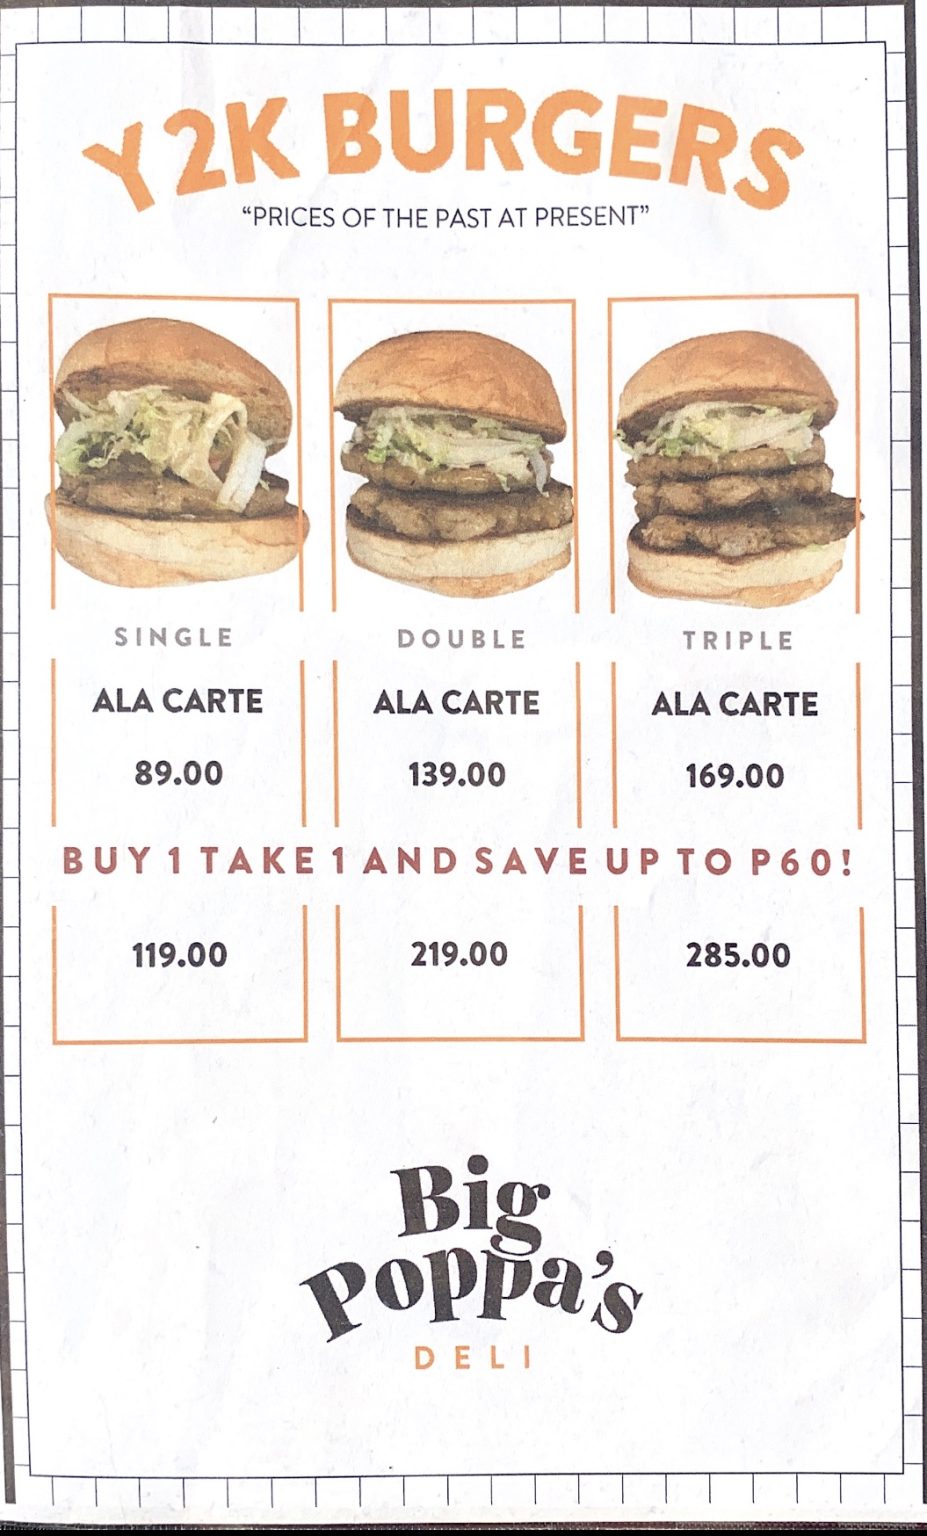 Y2K BURGERS
“PRICES OF THE PAST AT PRESENT”
SINGLE DOUBLE TRIPLE
ALA CARTE ALA CARTE ALA CARTE
89.00 139.00 169.00
BUY 1 TAKE 1 AND SAVE UP TO P60!
119.00 219.00 285.00
Big
Poppa’s
DELI